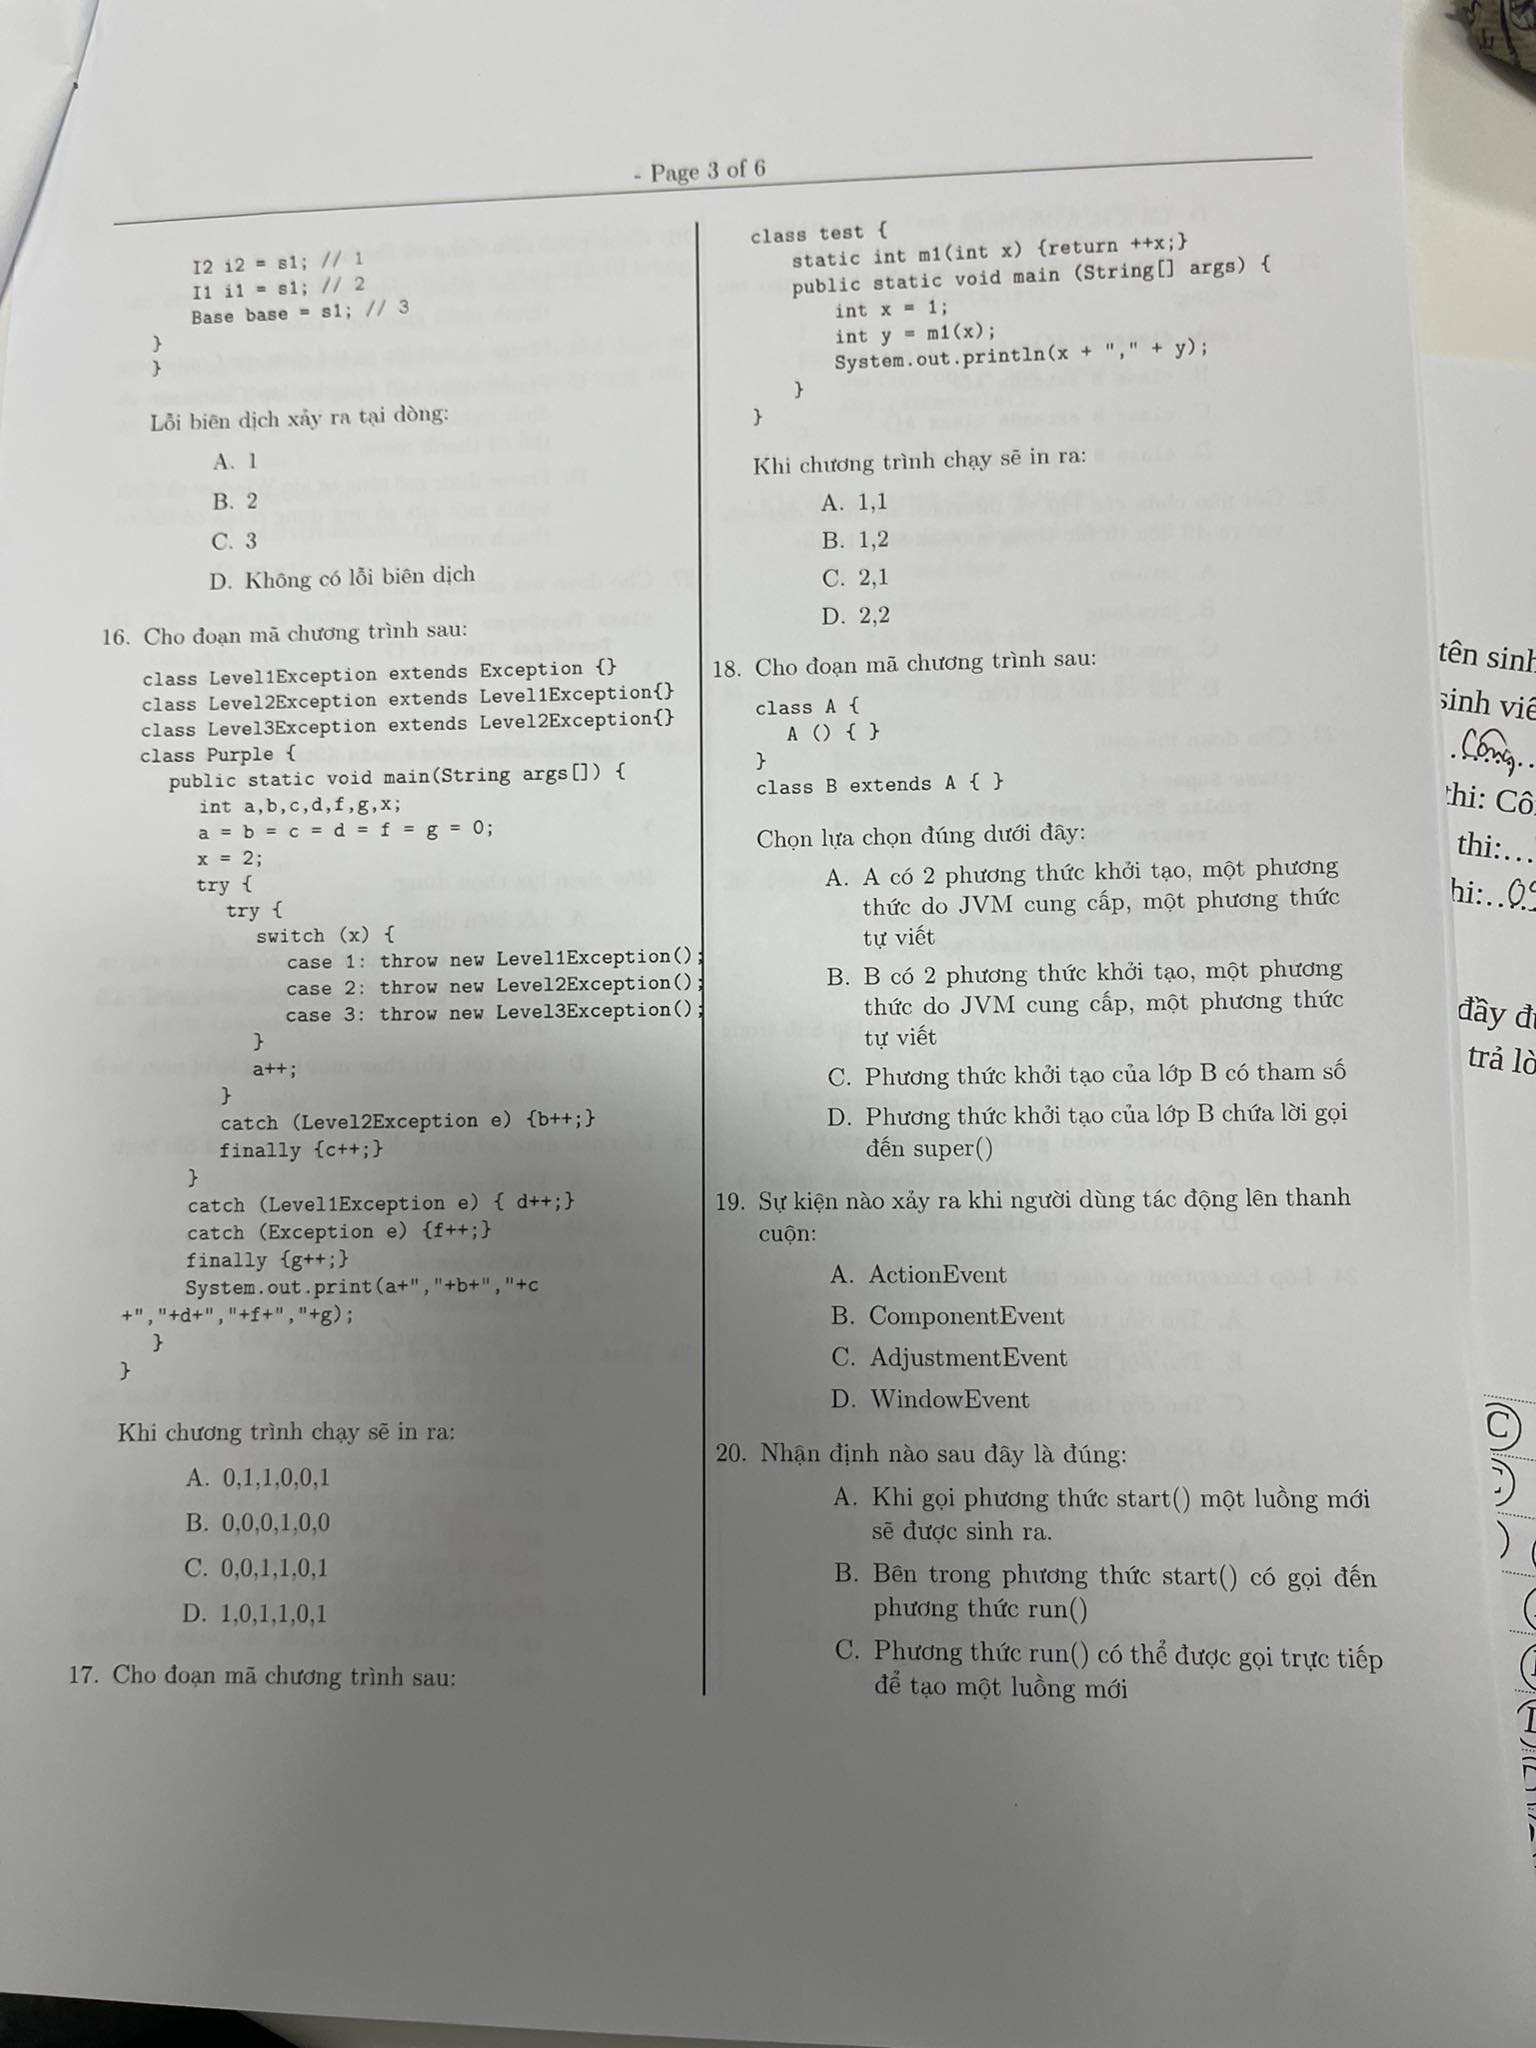 - Page 3 of 6
I2 i2 = s1; // 1
I1 i1 = s1; // 2
Base base = s1; // 3
}
}
Lỗi biên dịch xảy ra tại dòng:
A. 1
B. 2
C. 3
D. Không có lỗi biên dịch
16. Cho đoạn mã chương trình sau:
class Level1Exception extends Exception {}
class Level2Exception extends Level1Exception{}
class Level3Exception extends Level2Exception{}
class Purple {
public static void main(String args[]) {
int a,b,c,d,f,g,x;
a = b = c = d = f = g = 0;
x = 2;
try {
try {
switch (x) {
case 1: throw new Level1Exception();
case 2: throw new Level2Exception();
case 3: throw new Level3Exception();
}
a++;
}
catch (Level2Exception e) {b++;}
finally {c++;}
}
catch (Level1Exception e) { d++;}
catch (Exception e) {f++;}
finally {g++;}
System.out.print(a+","+b+","+c
+","+d+","+f+","+g);
}
}
Khi chương trình chạy sẽ in ra:
A. 0,1,1,0,0,1
B. 0,0,0,1,0,0
C. 0,0,1,1,0,1
D. 1,0,1,1,0,1
17. Cho đoạn mã chương trình sau:
class test {
static int m1(int x) {return ++x;}
public static void main (String[] args) {
int x = 1;
int y = m1(x);
System.out.println(x + "," + y);
}
}
Khi chương trình chạy sẽ in ra:
A. 1,1
B. 1,2
C. 2,1
D. 2,2
18. Cho đoạn mã chương trình sau:
class A {
A () { }
}
class B extends A { }
Chọn lựa chọn đúng dưới đây:
A. A có 2 phương thức khởi tạo, một phương
thức do JVM cung cấp, một phương thức
tự viết
B. B có 2 phương thức khởi tạo, một phương
thức do JVM cung cấp, một phương thức
tự viết
C. Phương thức khởi tạo của lớp B có tham số
D. Phương thức khởi tạo của lớp B chứa lời gọi
đến super()
19. Sự kiện nào xảy ra khi người dùng tác động lên thanh
cuộn:
A. ActionEvent
B. ComponentEvent
C. AdjustmentEvent
D. WindowEvent
20. Nhận định nào sau đây là đúng:
A. Khi gọi phương thức start() một luồng mới
sẽ được sinh ra.
B. Bên trong phương thức start() có gọi đến
phương thức run()
C. Phương thức run() có thể được gọi trực tiếp
để tạo một luồng mới
tên sinh
sinh viê
Công
thi: Cô
thi:...
hi:...
đầy đ
trả lờ
C